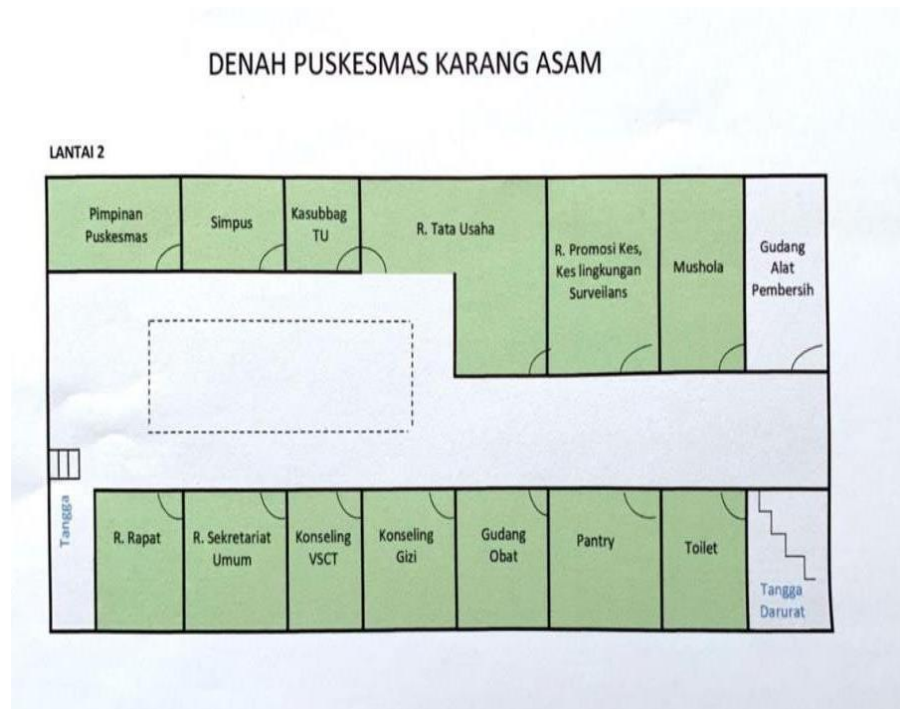 DENAH PUSKESMAS KARANG ASAM
LANTAI 2
Pimpinan
Puskesmas
Simpus
Kasubbag
TU
R. Tata Usaha
R. Promosi Kes,
Kes lingkungan
Surveilans
Mushola
Gudang
Alat
Pembersih
Tangga
R. Rapat
R. Sekretariat
Umum
Konseling
VSCT
Konseling
Gizi
Gudang
Obat
Pantry
Toilet
Tangga
Darurat